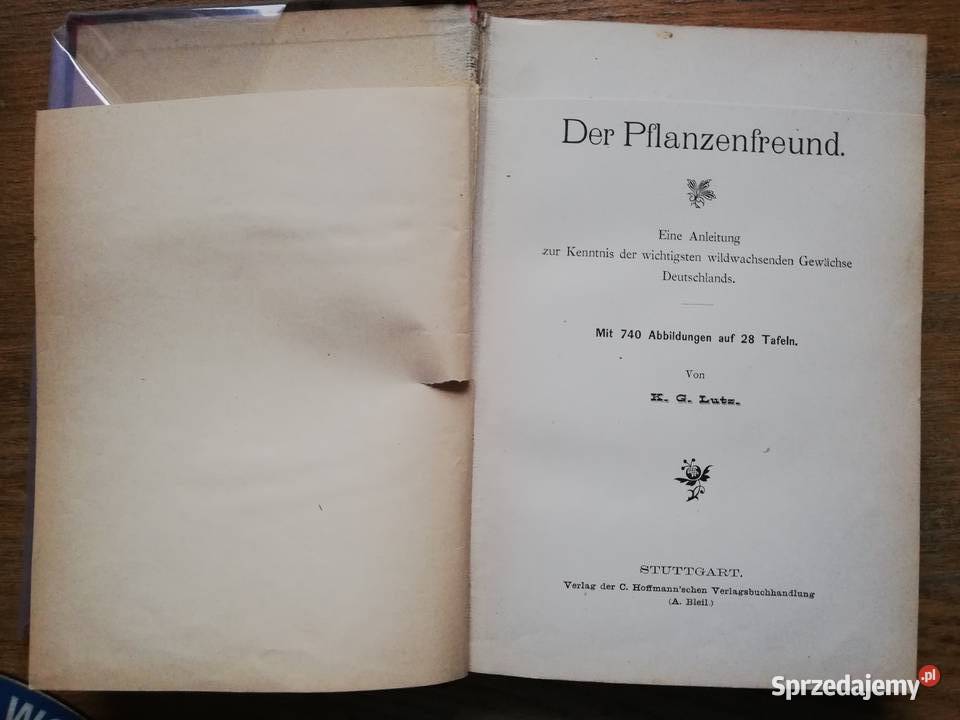 Der Pflanzenfreund.
Eine Anleitung
zur Kenntnis der wichtigsten wildwachsenden Gewächse
Deutschlands.
Mit 740 Abbildungen auf 28 Tafeln.
Von
K. G. Lutz.
STUTTGART.
Verlag der C. Hoffmann'schen Verlagsbuchhandlung
(A. Bleil.)
Sprzedajemy.pl